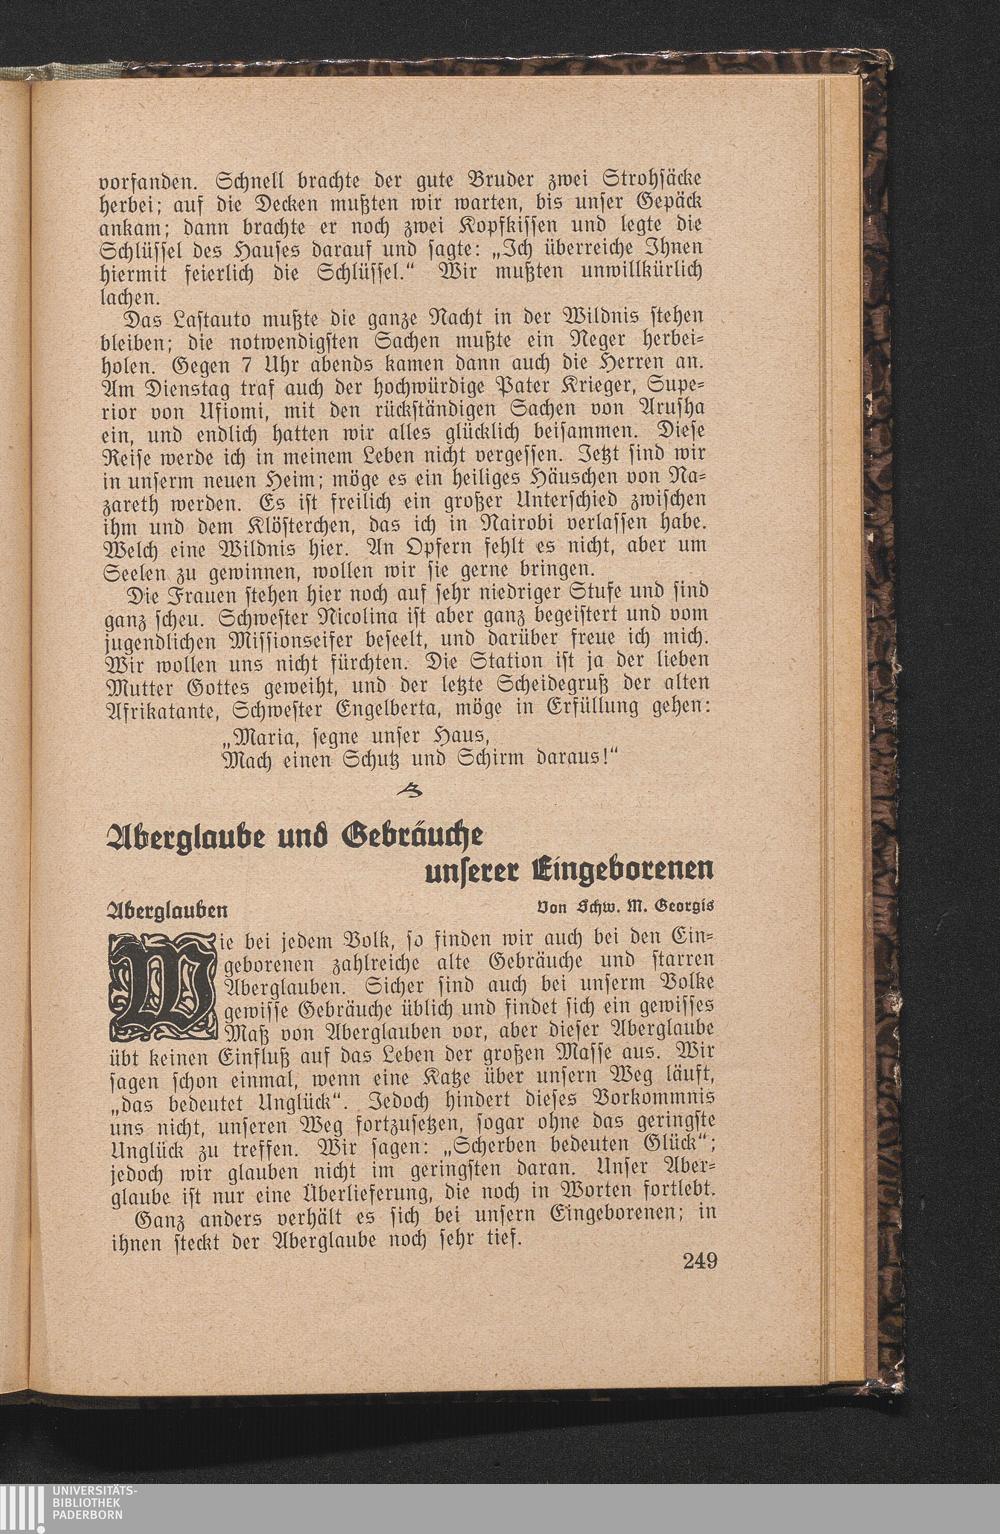 vorfanden. Schnell brachte der gute Bruder zwei Strohsäcke
herbei; auf die Decken mußten wir warten, bis unser Gepäck
ankam; dann brachte er noch zwei Kopfkissen und legte die
Schlüssel des Hauses darauf und sagte: „Ich überreiche Ihnen
hiermit feierlich die Schlüssel.“ Wir mußten unwillkürlich
lachen.
Das Lastauto mußte die ganze Nacht in der Wildnis stehen
bleiben; die notwendigsten Sachen mußte ein Neger herbei-
holen. Gegen 7 Uhr abends kamen dann auch die Herren an.
Am Dienstag traf auch der hochwürdige Pater Krieger, Supe-
rior von Ufiomi, mit den rückständigen Sachen von Arusha
ein, und endlich hatten wir alles glücklich beisammen. Diese
Reise werde ich in meinem Leben nicht vergessen. Jetzt sind wir
in unserm neuen Heim; möge es ein heiliges Häuschen von Na-
zareth werden. Es ist freilich ein großer Unterschied zwischen
ihm und dem Klösterchen, das ich in Nairobi verlassen habe.
Welch eine Wildnis hier. An Opfern fehlt es nicht, aber um
Seelen zu gewinnen, wollen wir sie gerne bringen.
Die Frauen stehen hier noch auf sehr niedriger Stufe und sind
ganz scheu. Schwester Nicolina ist aber ganz begeistert und vom
jugendlichen Missionseifer beseelt, und darüber freue ich mich.
Wir wollen uns nicht fürchten. Die Station ist ja der lieben
Mutter Gottes geweiht, und der letzte Scheidegruß der alten
Afrikatante, Schwester Engelberta, möge in Erfüllung gehen:
„Maria, segne unser Haus,
Mach einen Schutz und Schirm daraus!“
Aberglaube und Gebräuche
unserer Eingeborenen
Aberglauben Von Schw. M. Georgis
Wie bei jedem Volk, so finden wir auch bei den Ein-
geborenen zahlreiche alte Gebräuche und starren
Aberglauben. Sicher sind auch bei unserm Volke
gewisse Gebräuche üblich und findet sich ein gewisses
Maß von Aberglauben vor, aber dieser Aberglaube
übt keinen Einfluß auf das Leben der großen Masse aus. Wir
sagen schon einmal, wenn eine Katze über unsern Weg läuft,
„das bedeutet Unglück“. Jedoch hindert dieses Vorkommnis
uns nicht, unseren Weg fortzusetzen, sogar ohne das geringste
Unglück zu treffen. Wir sagen: „Scherben bedeuten Glück“;
jedoch wir glauben nicht im geringsten daran. Unser Aber-
glaube ist nur eine Überlieferung, die noch in Worten fortlebt.
Ganz anders verhält es sich bei unsern Eingeborenen; in
ihnen steckt der Aberglaube noch sehr tief.
249
UNIVERSITÄTS-
BIBLIOTHEK
PADERBORN